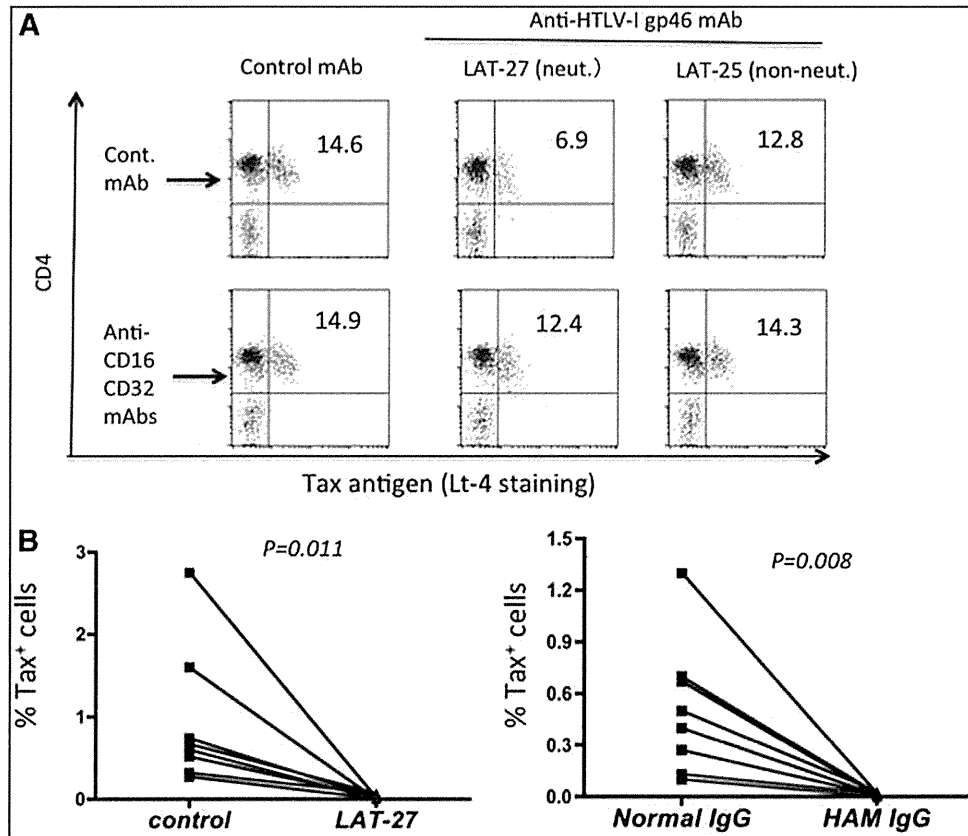 A
Anti-HTLV-I gp46 mAb
Control mAb
LAT-27 (neut.)
LAT-25 (non-neut.)
CD4
Cont.
mAb
14.6
6.9
12.8
Anti-
CD16
CD32
mAbs
14.9
12.4
14.3
Tax antigen (Lt-4 staining)
B
% Tax+ cells
3
2
1
0
P=0.011
control
LAT-27
% Tax+ cells
1.5
1.2
0.9
0.6
0.3
0.0
P=0.008
Normal IgG
HAM IgG